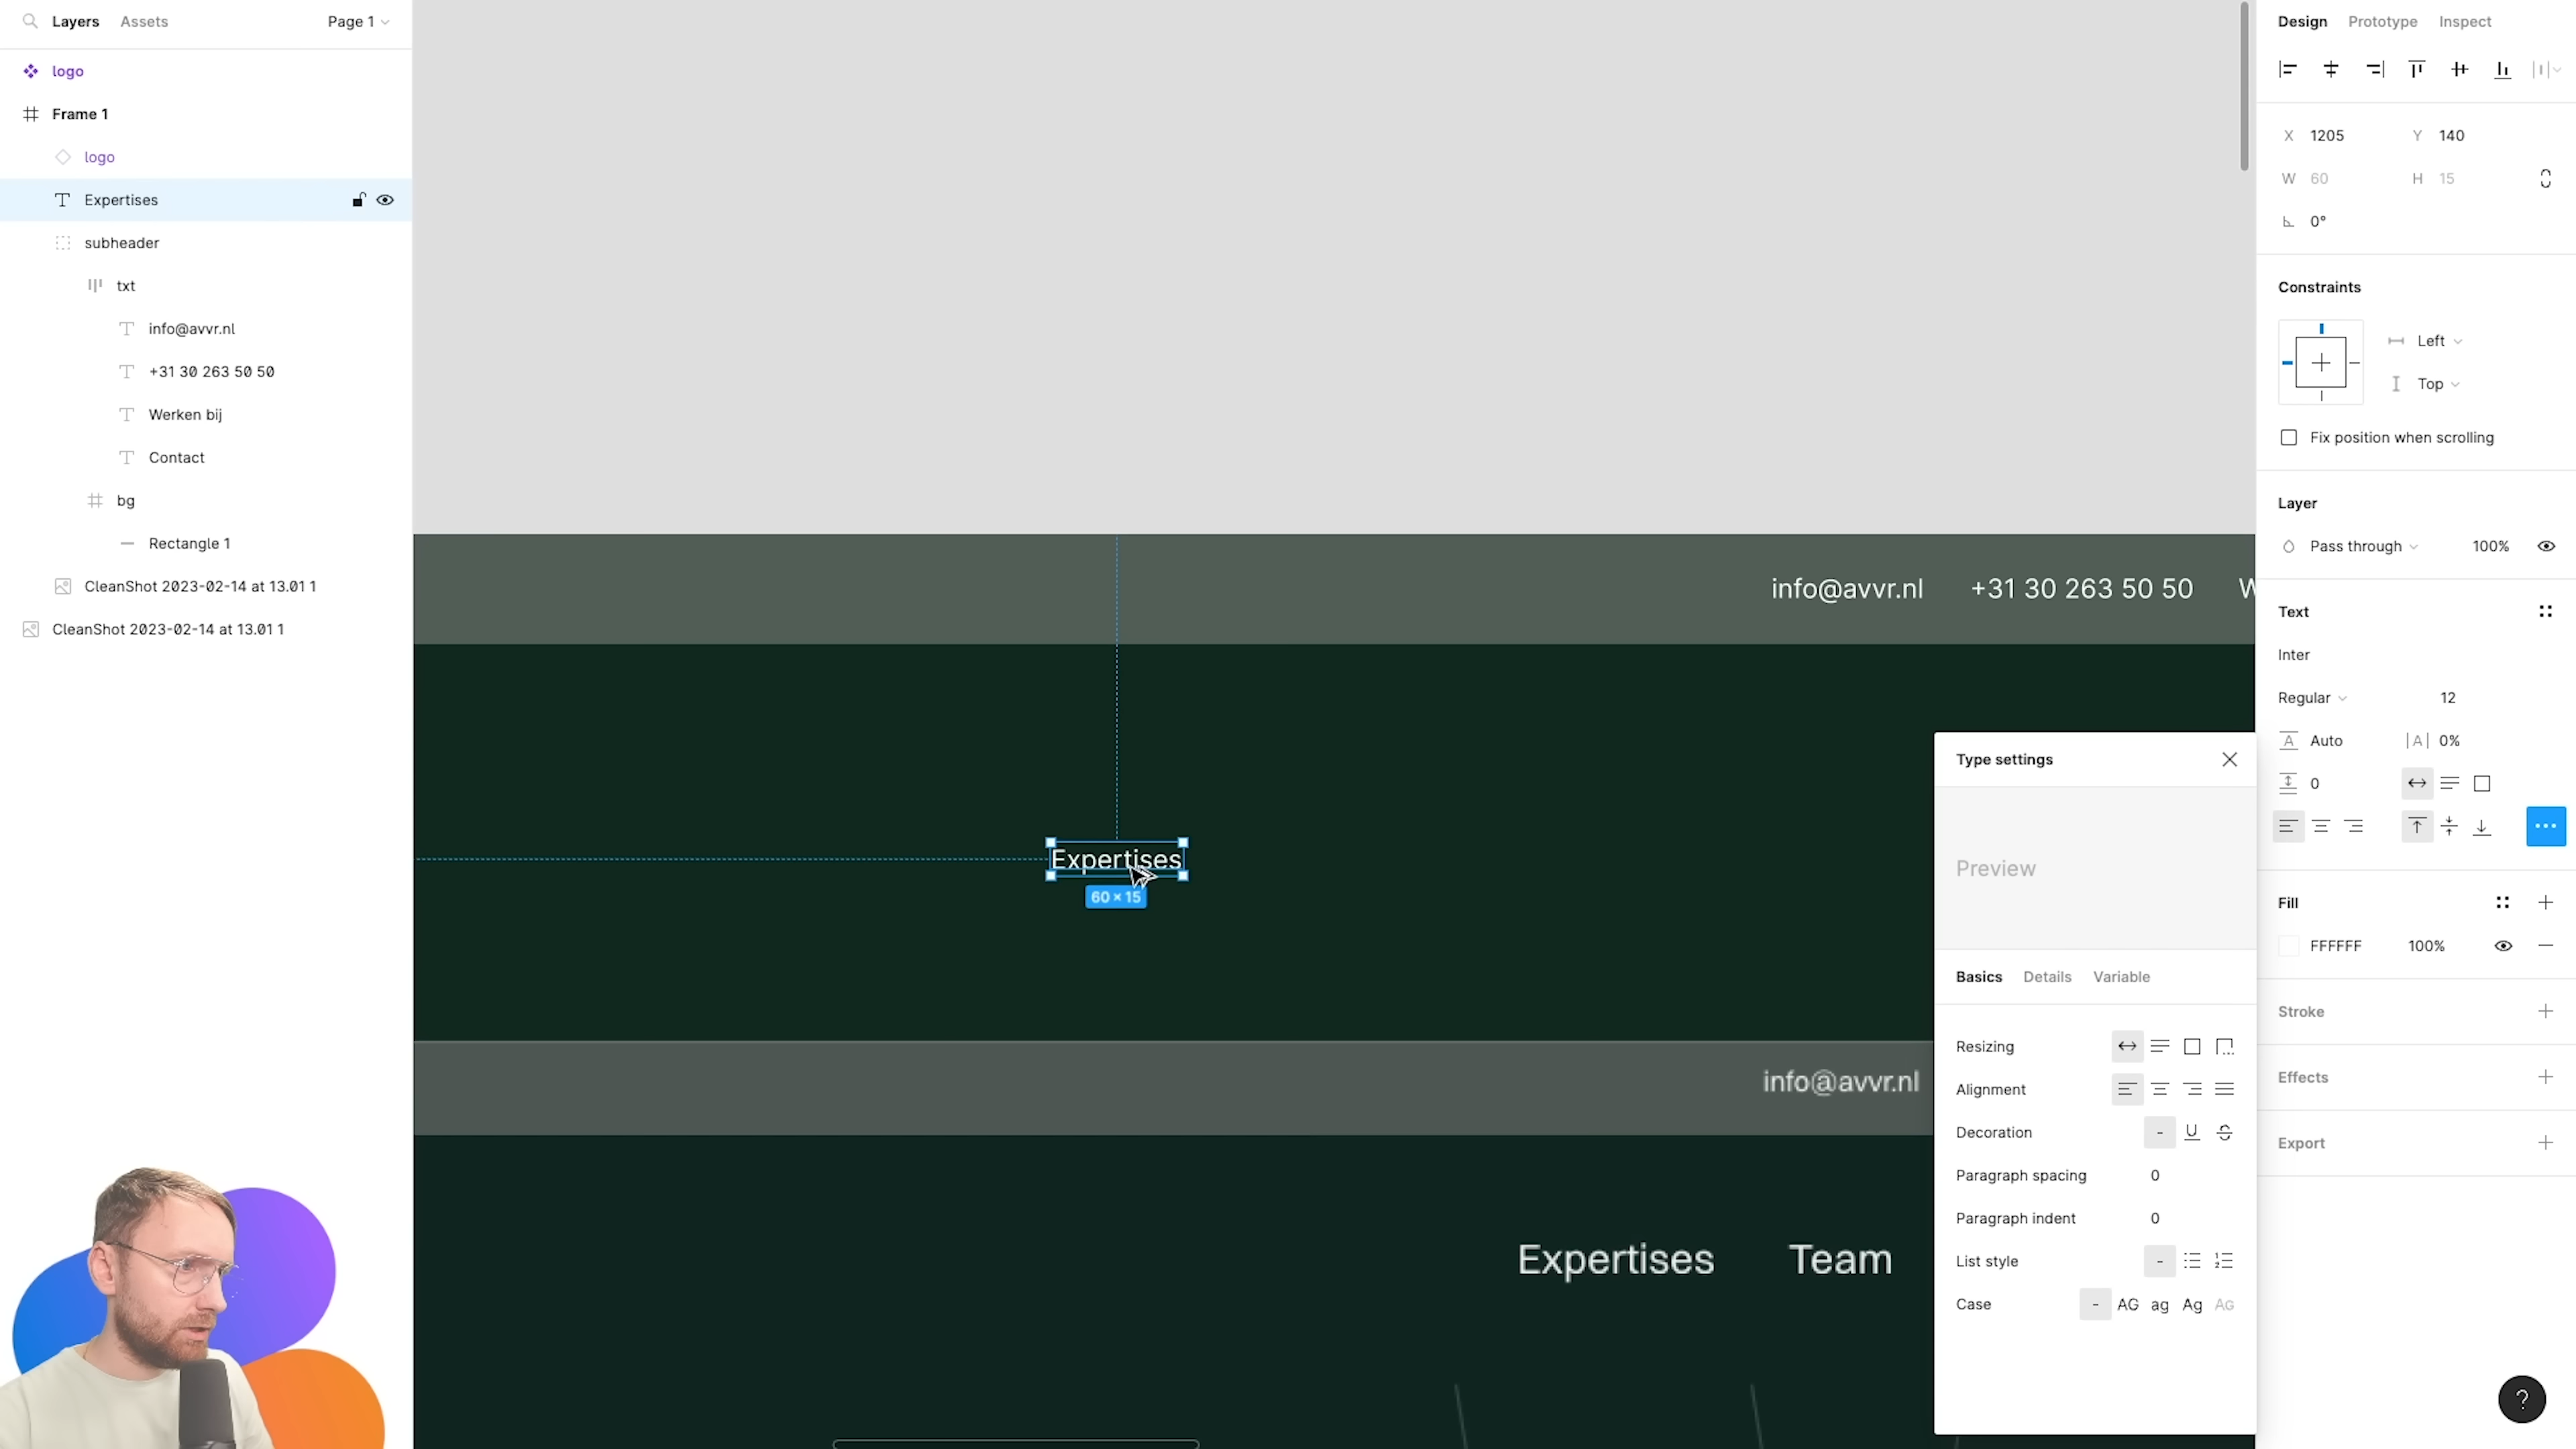 Layers Assets Page 1
logo
Frame 1
logo
Expertises
subheader
txt
info@avvr.nl
+31 30 263 50 50
Werken bij
Contact
bg
Rectangle 1
CleanShot 2023-02-14 at 13.01 1
CleanShot 2023-02-14 at 13.01 1
info@avvr.nl +31 30 263 50 50 W
Expertises
60 × 15
info@avvr.nl
Expertises Team
Type settings
Preview
Basics Details Variable
Resizing
Alignment
Decoration - U S
Paragraph spacing 0
Paragraph indent 0
List style -
Case - AG ag Ag AG
Design Prototype Inspect
X 1205 Y 140
W 60 H 15
0°
Constraints
Left
Top
Fix position when scrolling
Layer
Pass through 100%
Text
Inter
Regular 12
A Auto |A| 0%
0
Fill
FFFFFF 100%
Stroke
Effects
Export
?